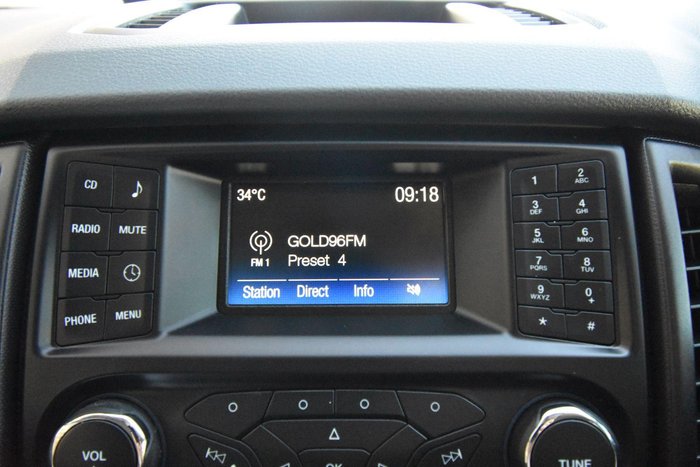 CD
RADIO MUTE
MEDIA
PHONE MENU
34°C 09:18
GOLD96FM
FM 1 Preset 4
Station Direct Info
1 2 ABC
3 DEF 4 GHI
5 JKL 6 MNO
7 PQRS 8 TUV
9 WXYZ 0 +
* #
VOL
OK
TUNE